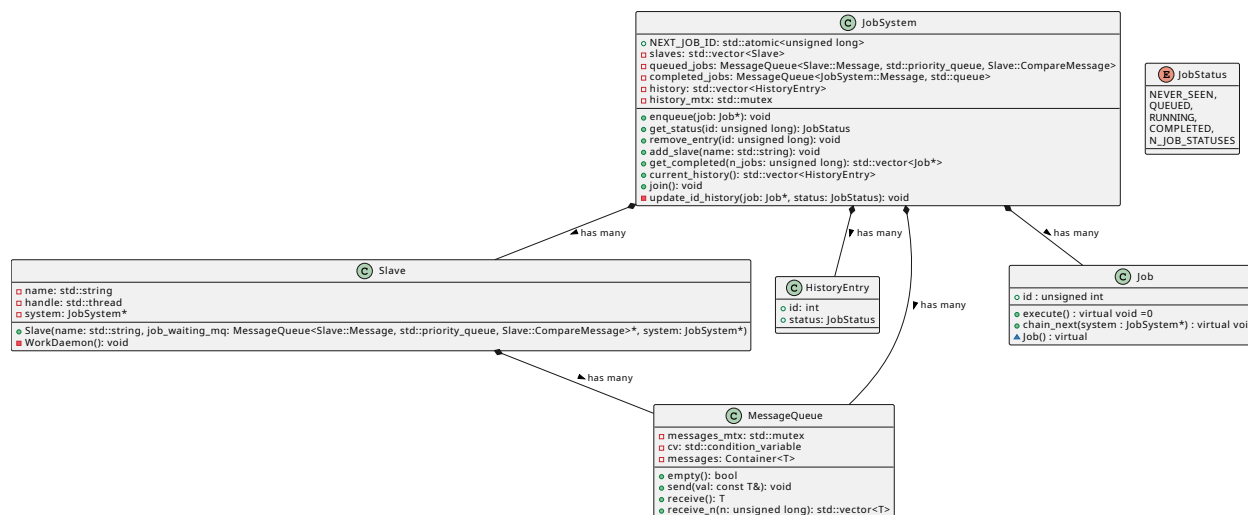 C JobSystem
NEXT_JOB_ID: std::atomic<unsigned long>
slaves: std::vector<Slave>
queued_jobs: MessageQueue<Slave::Message, std::priority_queue, Slave::CompareMessage>
completed_jobs: MessageQueue<JobSystem::Message, std::queue>
history: std::vector<HistoryEntry>
history_mtx: std::mutex
enqueue(job: Job*): void
get_status(id: unsigned long): JobStatus
remove_entry(id: unsigned long): void
add_slave(name: std::string): void
get_completed(n_jobs: unsigned long): std::vector<Job*>
current_history(): std::vector<HistoryEntry>
join(): void
update_id_history(job: Job*, status: JobStatus): void
E JobStatus
NEVER_SEEN,
QUEUED,
RUNNING,
COMPLETED,
N_JOB_STATUSES
has many
has many
has many
has many
C Slave
name: std::string
handle: std::thread
system: JobSystem*
Slave(name: std::string, job_waiting_mq: MessageQueue<Slave::Message, std::priority_queue, Slave::CompareMessage>*, system: JobSystem*)
WorkDaemon(): void
C HistoryEntry
id: int
status: JobStatus
C Job
id : unsigned int
execute() : virtual void =0
chain_next(system : JobSystem*) : virtual voi
Job() : virtual
has many
C MessageQueue
messages_mtx: std::mutex
cv: std::condition_variable
messages: Container<T>
empty(): bool
send(val: const T&): void
receive(): T
receive_n(n: unsigned long): std::vector<T>